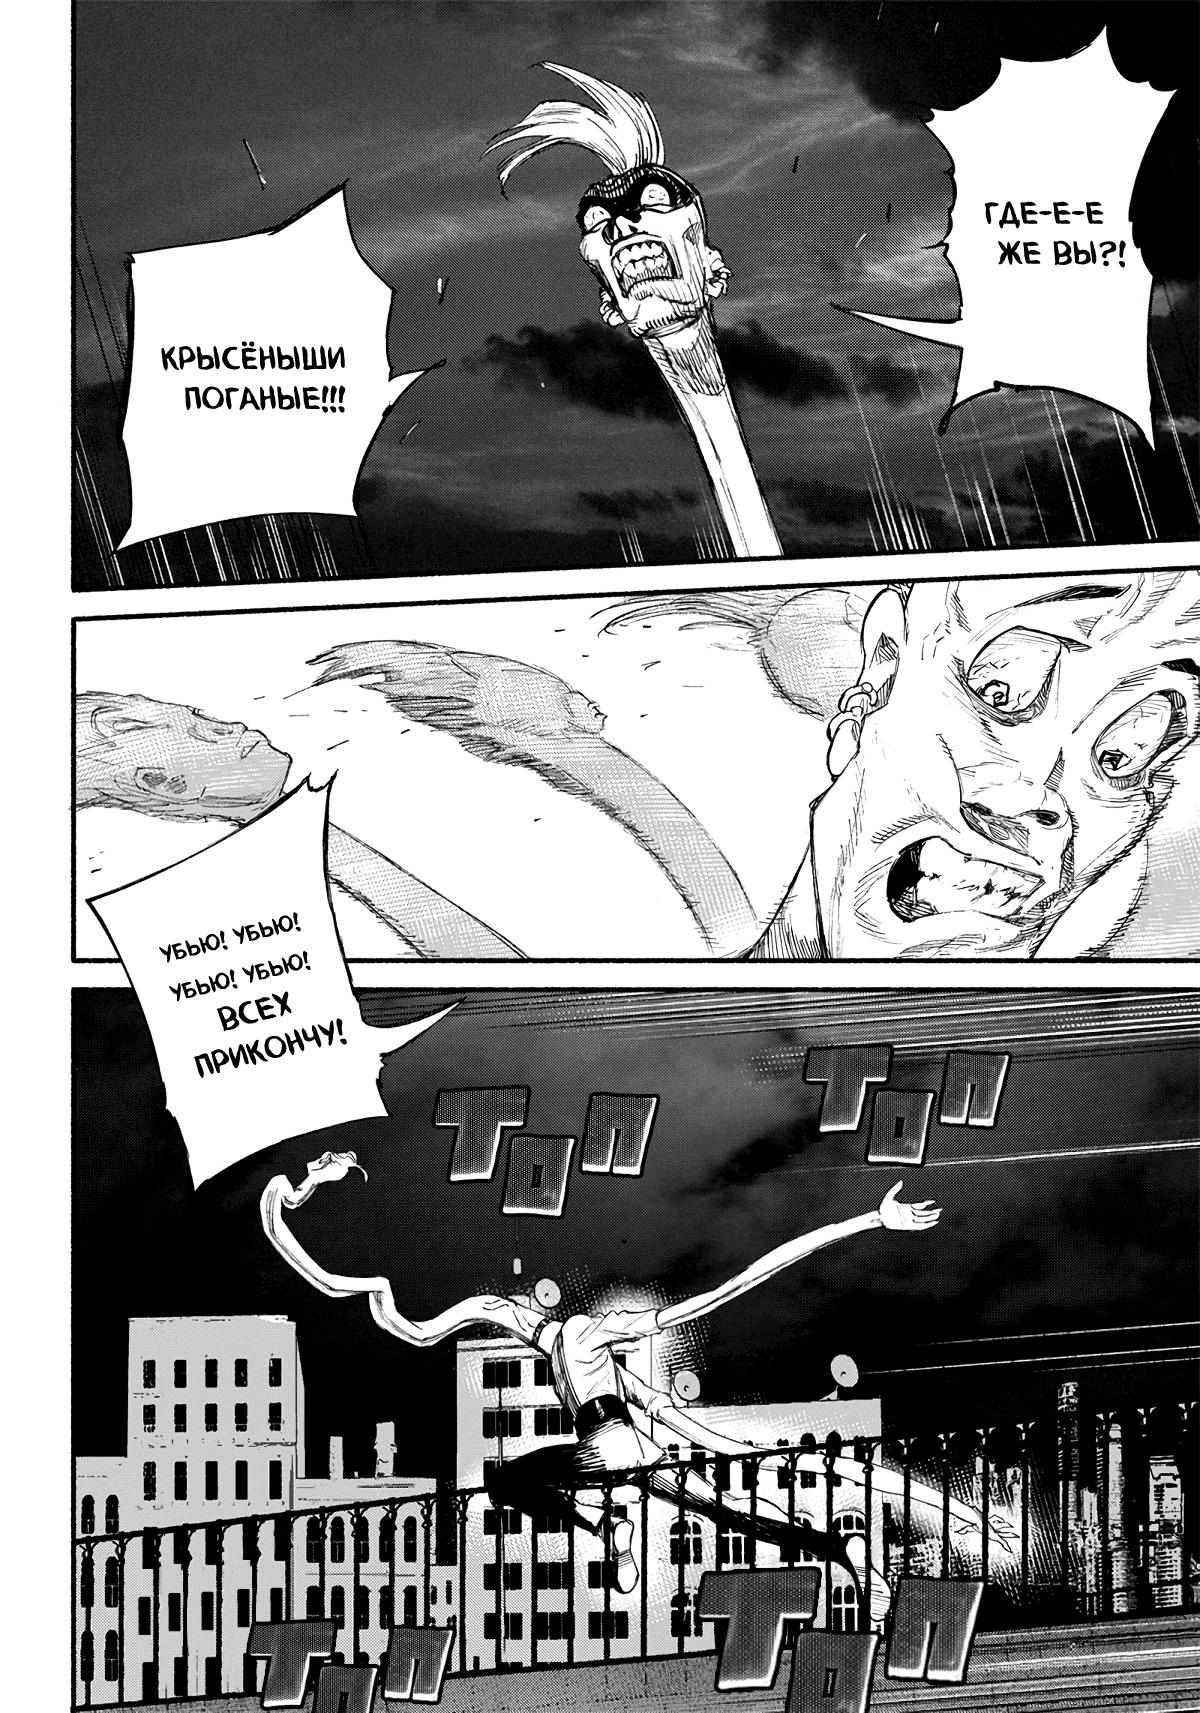 ГДЕ-Е-Е
ЖЕ ВЫ?!
КРЫСЁНЫШИ
ПОГАНЫЕ!!!
УБЬЮ! УБЬЮ!
УБЬЮ! УБЬЮ!
ВСЕХ
ПРИКОНЧУ!
ТОП
ТОП
ТОП
ТОП